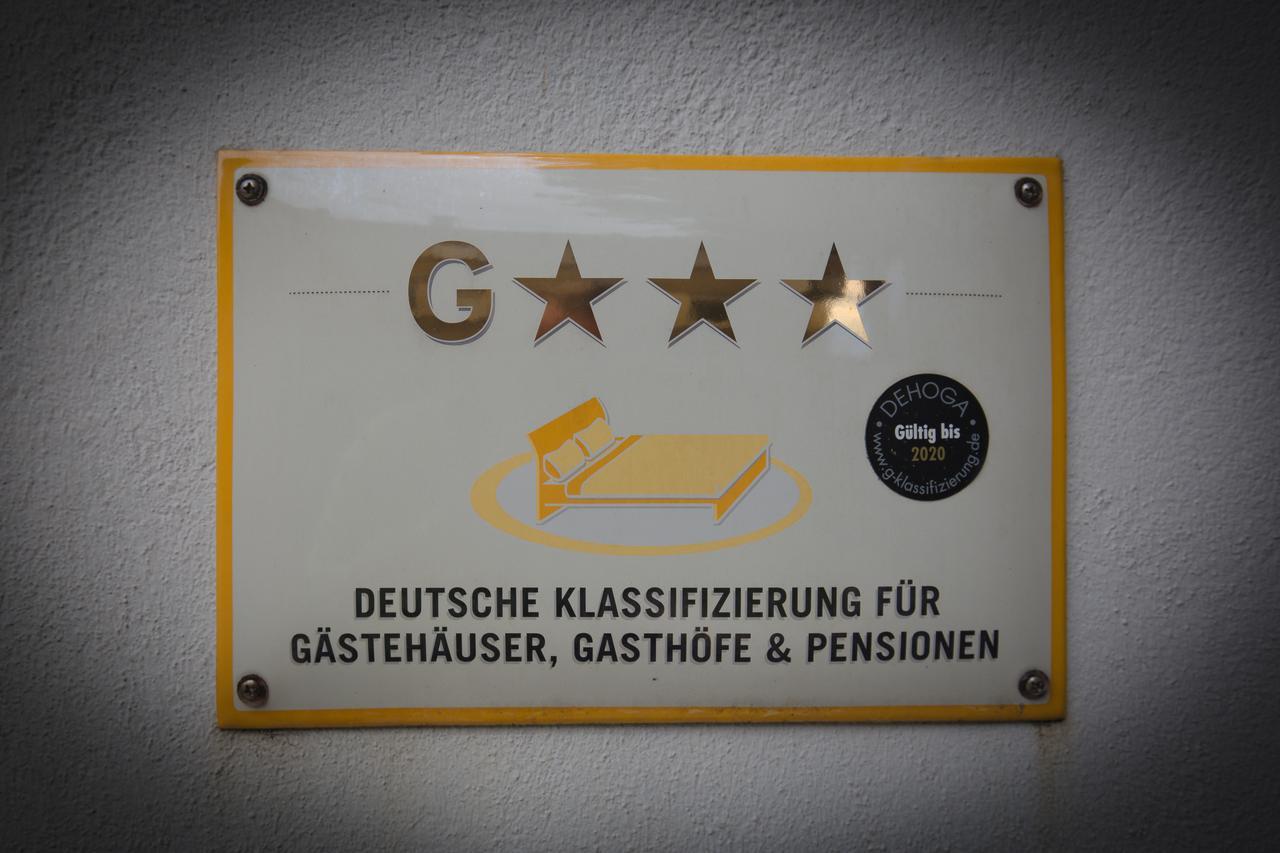 G★★★
DEHOGA
Gültig bis
2020
www.g-klassifizierung.de
DEUTSCHE KLASSIFIZIERUNG FÜR
GÄSTEHÄUSER, GASTHÖFE & PENSIONEN